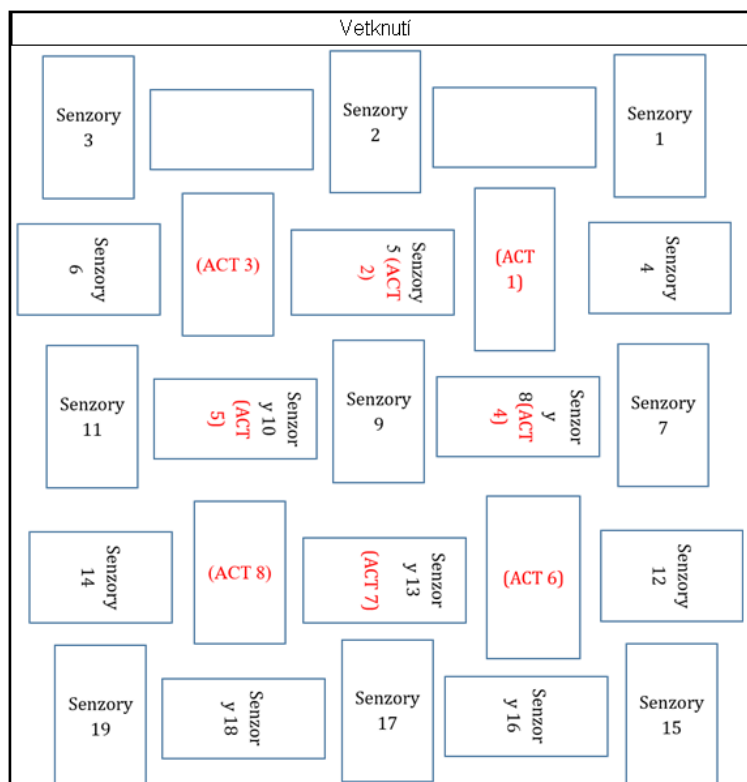 Vetknutí
Senzory
3
Senzory
2
Senzory
1
Senzory
6
(ACT 3)
Senzory
5 (ACT
2)
(ACT
1)
Senzory
4
Senzory
11
Senzor
y 10
(ACT
5)
Senzory
9
Senzor
y
8(ACT
4)
Senzory
7
Senzory
14
(ACT 8)
Senzor
y 13
(ACT 7)
(ACT 6)
Senzory
12
Senzory
19
Senzor
y 18
Senzory
17
Senzor
y 16
Senzory
15